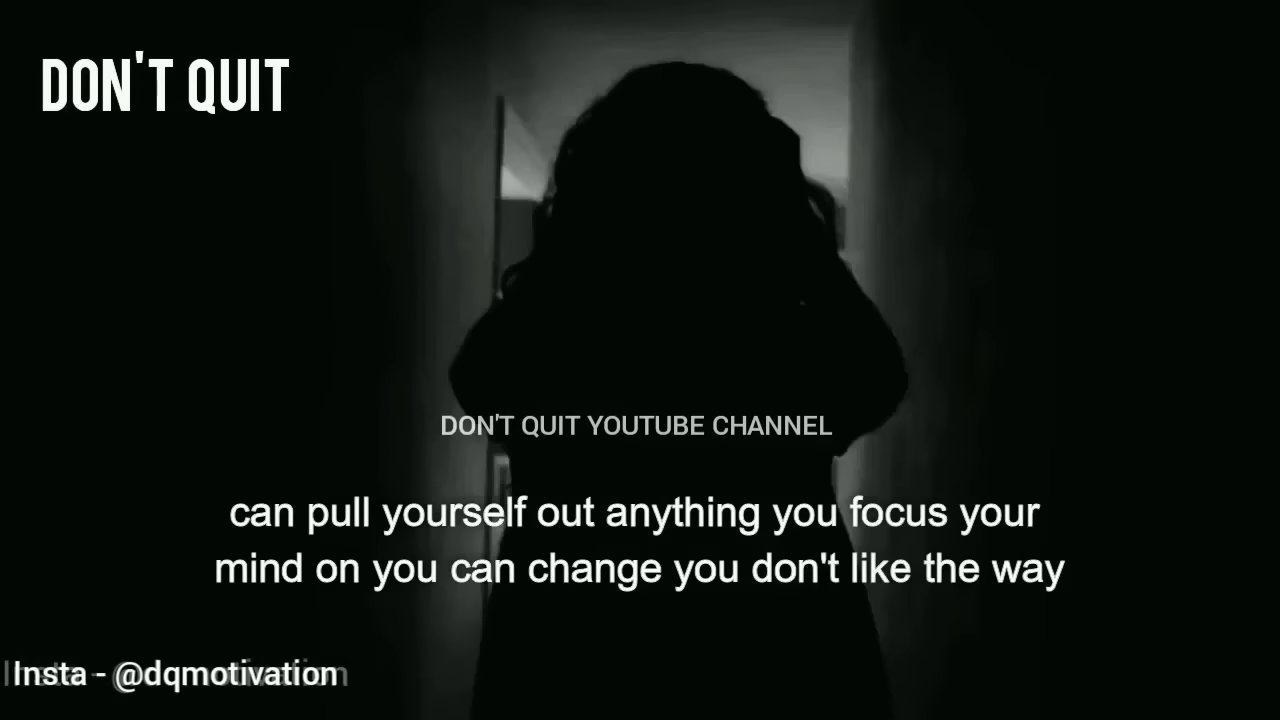 DON'T QUIT
DON'T QUIT YOUTUBE CHANNEL
can pull yourself out anything you focus your
mind on you can change you don't like the way
Insta - @dqmotivation